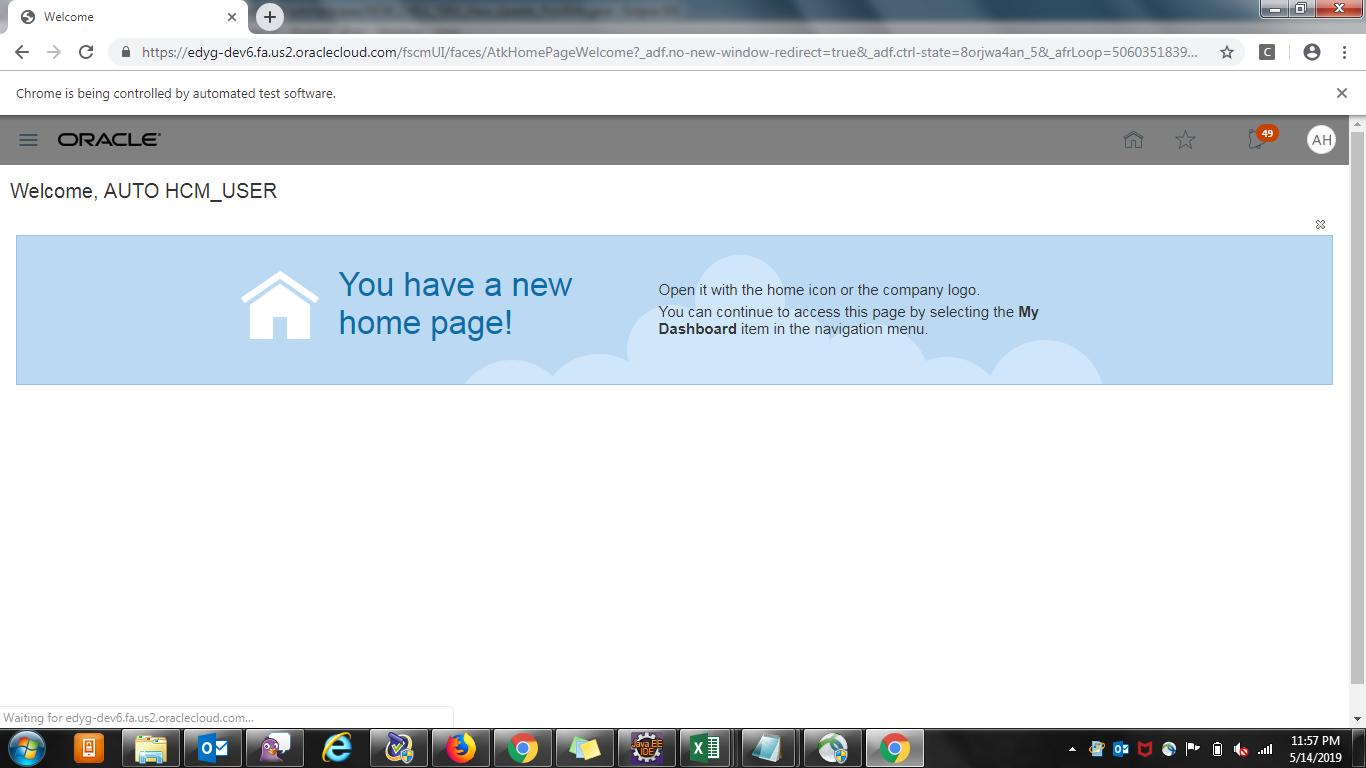 Welcome
https://edyg-dev6.fa.us2.oraclecloud.com/fscmUI/faces/AtkHomePageWelcome?_adf.no-new-window-redirect=true&_adf.ctrl-state=8orjwa4an_5&_afrLoop=5060351839...
C
Chrome is being controlled by automated test software.
ORACLE
49
AH
Welcome, AUTO HCM_USER
You have a new
home page!
Open it with the home icon or the company logo.
You can continue to access this page by selecting the My
Dashboard item in the navigation menu.
Waiting for edyg-dev6.fa.us2.oraclecloud.com...
Java EE
IDE
11:57 PM
5/14/2019